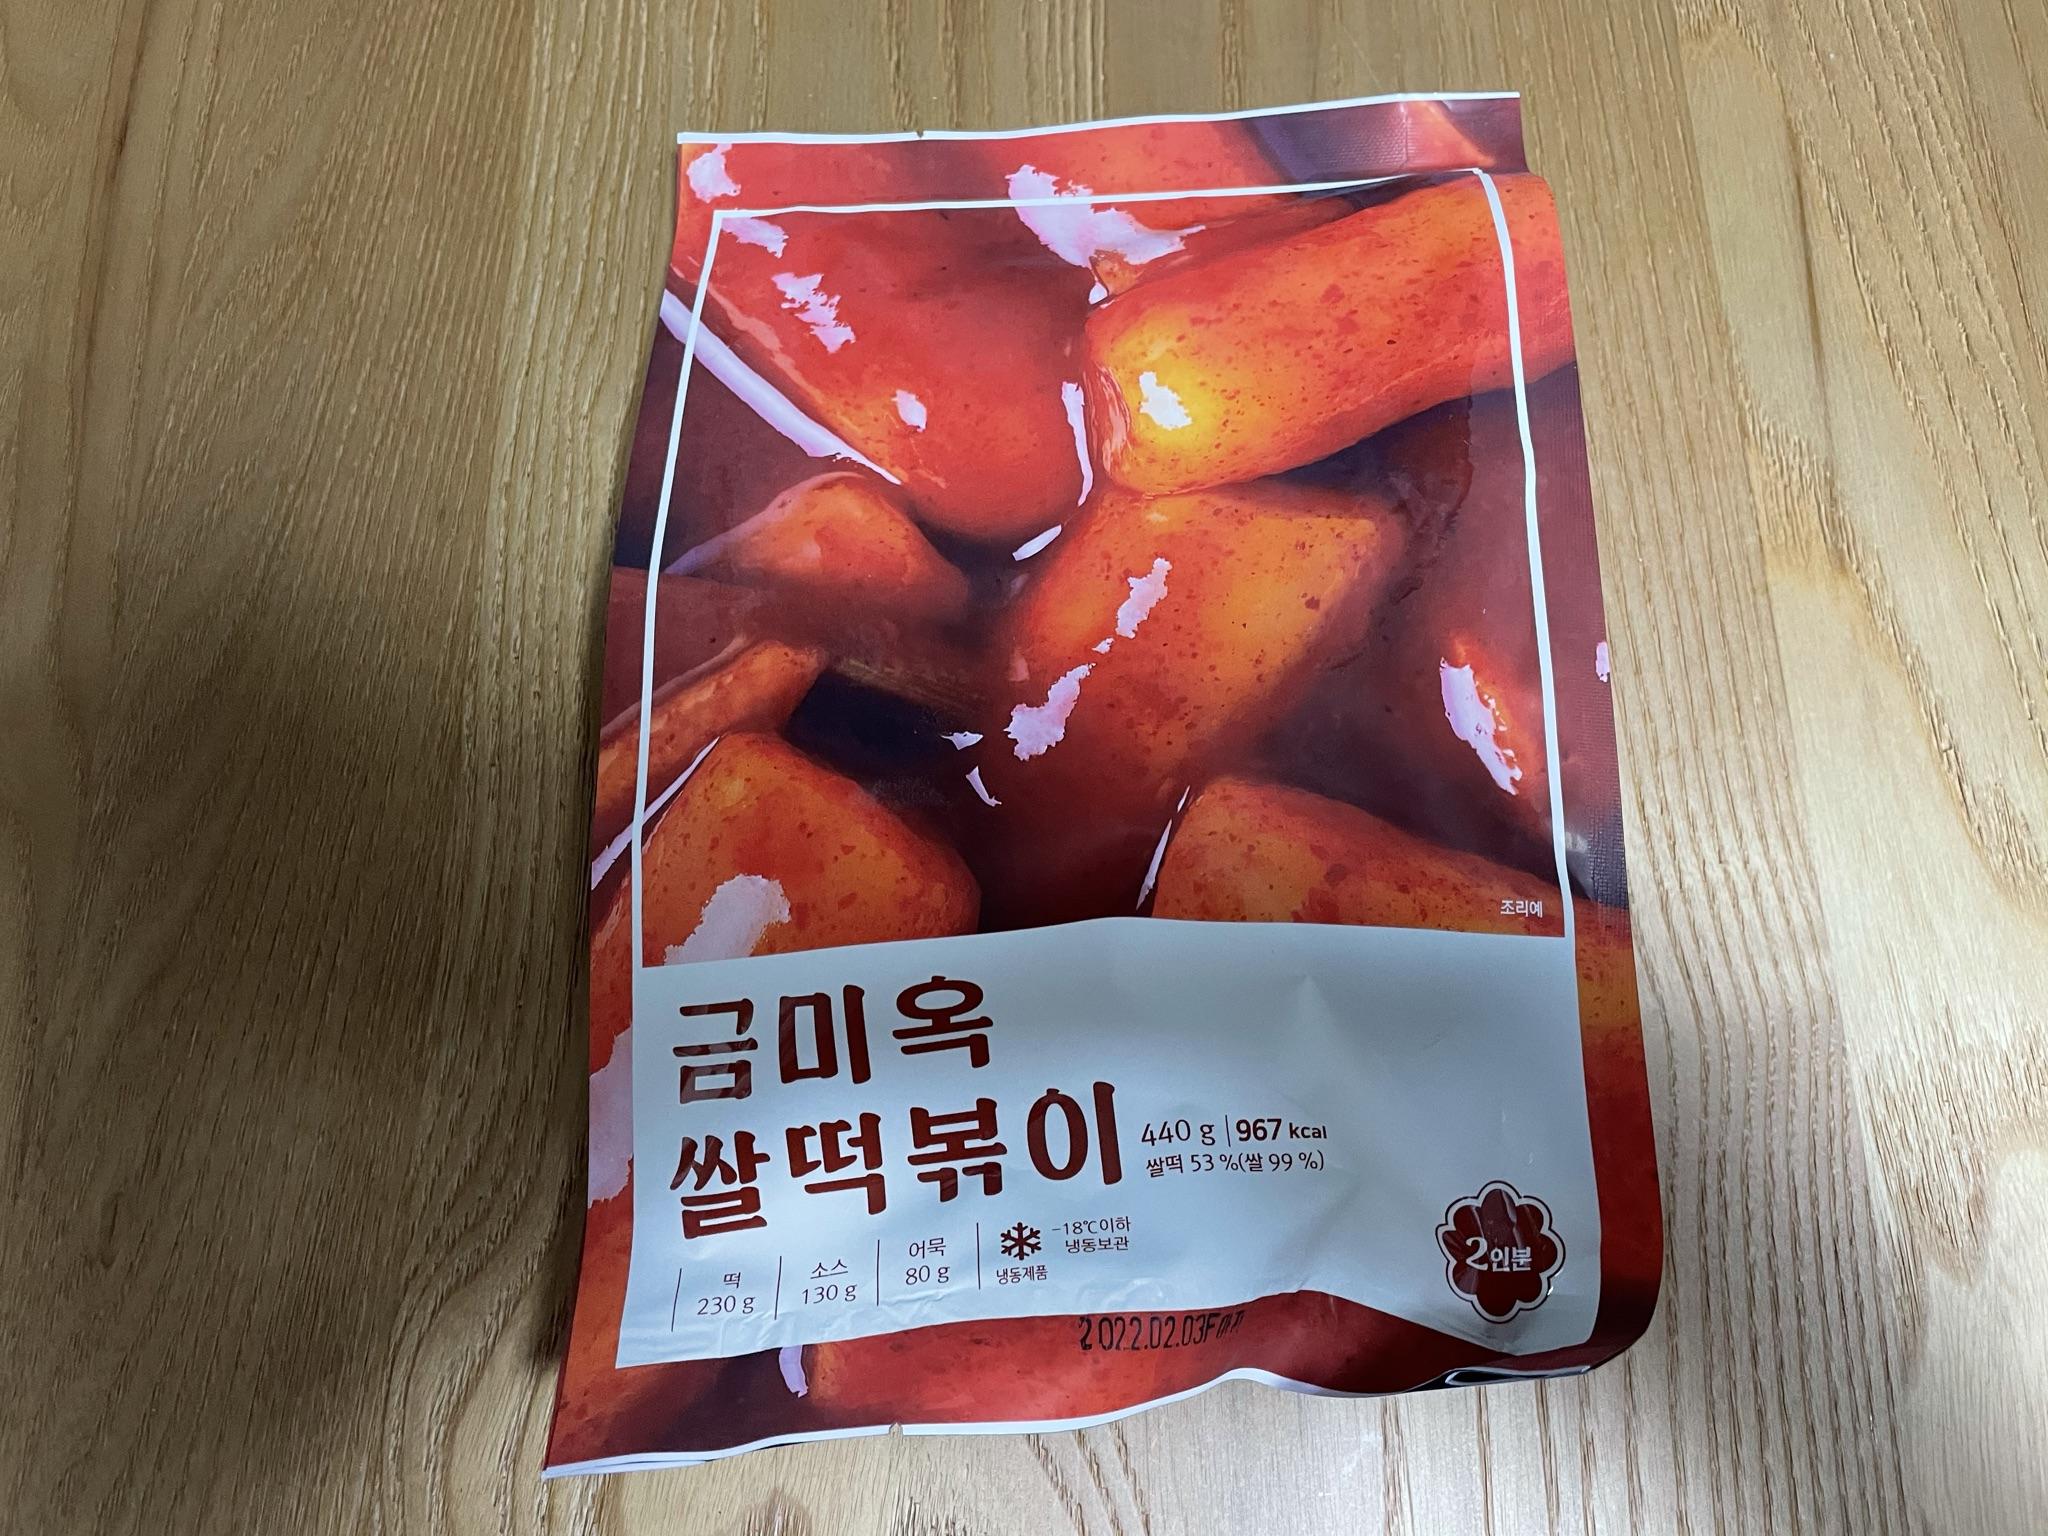 조리예
금미옥
쌀떡볶이
440 g | 967 kcal
쌀떡 53 %(쌀 99 %)
떡
230 g
소스
130 g
어묵
80 g
냉동제품
-18℃이하
냉동보관
2인분
2022.02.03F